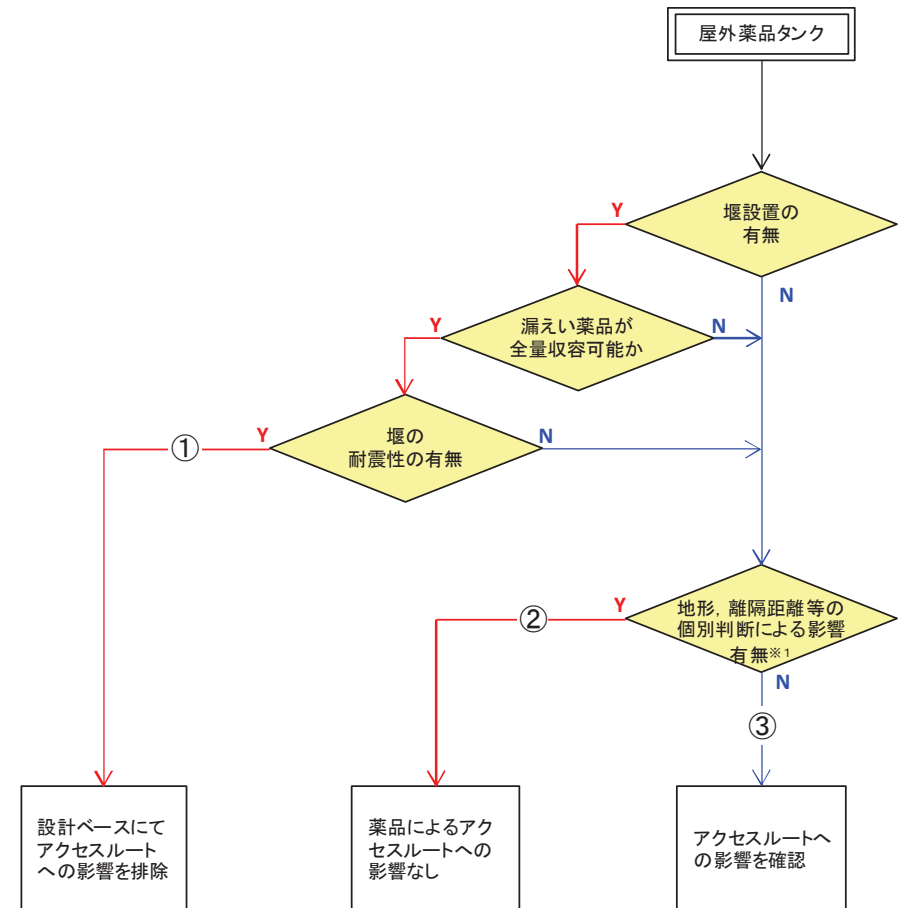 屋外薬品タンク
堰設置の
有無
Y
N
漏えい薬品が
全量収容可能か
Y
N
堰の
耐震性の有無
Y
N
①
地形，離隔距離等の
個別判断による影響
有無※1
Y
N
②
③
設計ベースにて
アクセスルート
への影響を排除
薬品によるアク
セスルートへの
影響なし
アクセスルートへ
の影響を確認